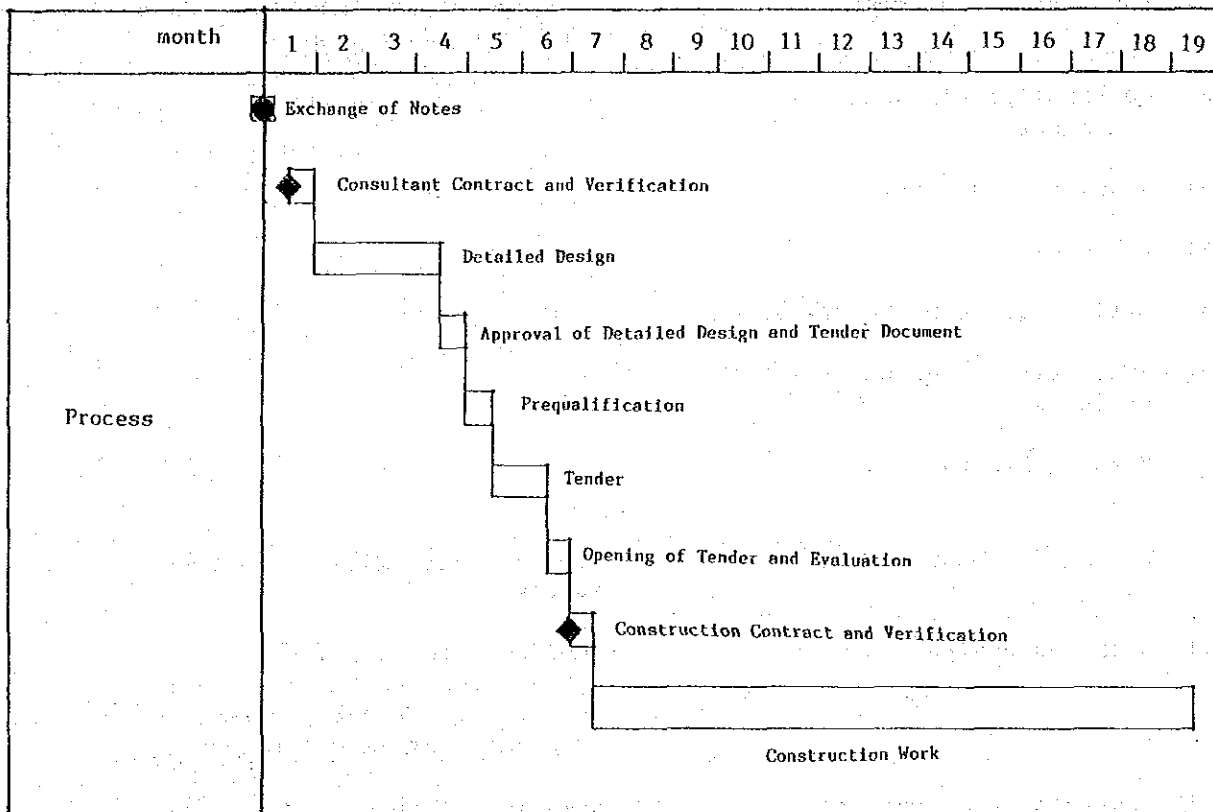 month 1 2 3 4 5 6 7 8 9 10 11 12 13 14 15 16 17 18 19
Exchange of Notes
Consultant Contract and Verification
Detailed Design
Approval of Detailed Design and Tender Document
Prequalification
Process
Tender
Opening of Tender and Evaluation
Construction Contract and Verification
Construction Work